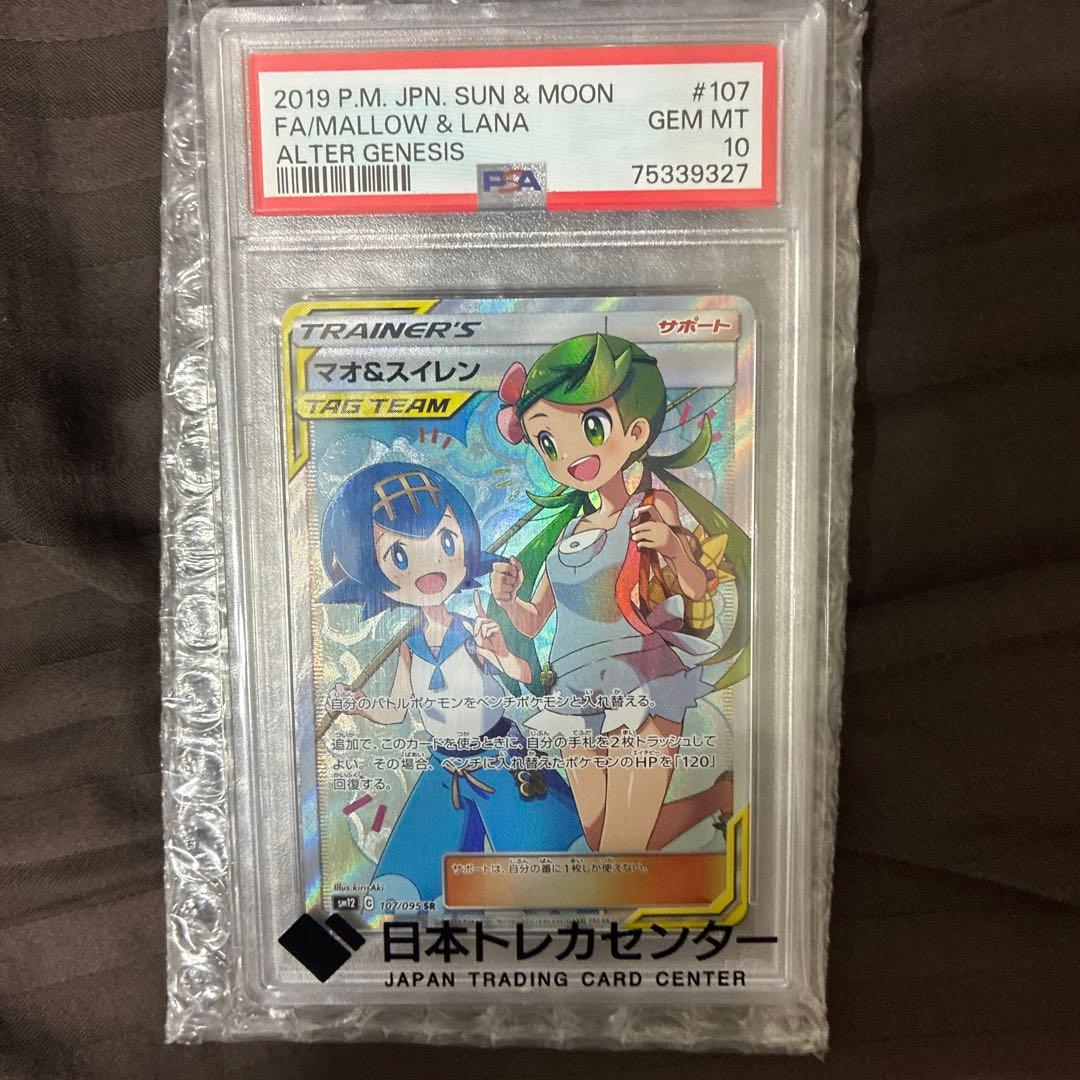 2019 P.M. JPN. SUN & MOON #107
FA/MALLOW & LANA GEM MT
ALTER GENESIS 10
PSA 75339327
TRAINER'S サポート
マオ&スイレン
TAG TEAM
自分のバトルポケモンをベンチポケモンと入れ替える。
追加で、このカードを使うときに、自分の手札を2枚トラッシュして
よい。その場合、ベンチに入れ替えたポケモンのHPを「120」
回復する。
サポートは、自分の番に1枚しか使えない。
Illus.kirisAki
sm12 C 107/095 SR
日本トレカセンター
JAPAN TRADING CARD CENTER